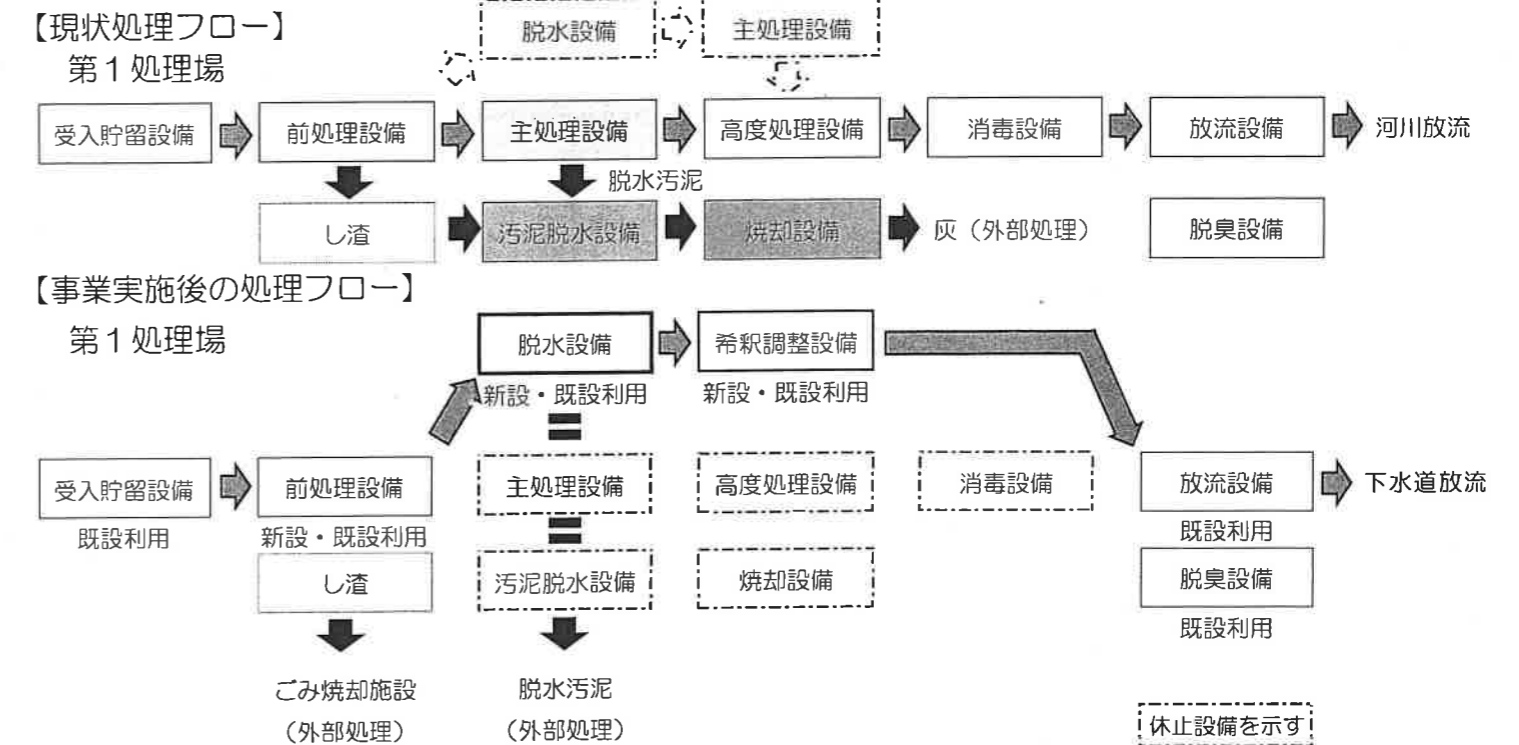 【現状処理フロー】
第1処理場
脱水設備
主処理設備
受入貯留設備
前処理設備
主処理設備
高度処理設備
消毒設備
放流設備
河川放流
脱水汚泥
し渣
汚泥脱水設備
焼却設備
灰（外部処理）
脱臭設備
【事業実施後の処理フロー】
第1処理場
脱水設備
希釈調整設備
新設・既設利用
新設・既設利用
受入貯留設備
前処理設備
主処理設備
高度処理設備
消毒設備
放流設備
下水道放流
既設利用
新設・既設利用
既設利用
し渣
汚泥脱水設備
焼却設備
脱臭設備
既設利用
ごみ焼却施設
（外部処理）
脱水汚泥
（外部処理）
休止設備を示す